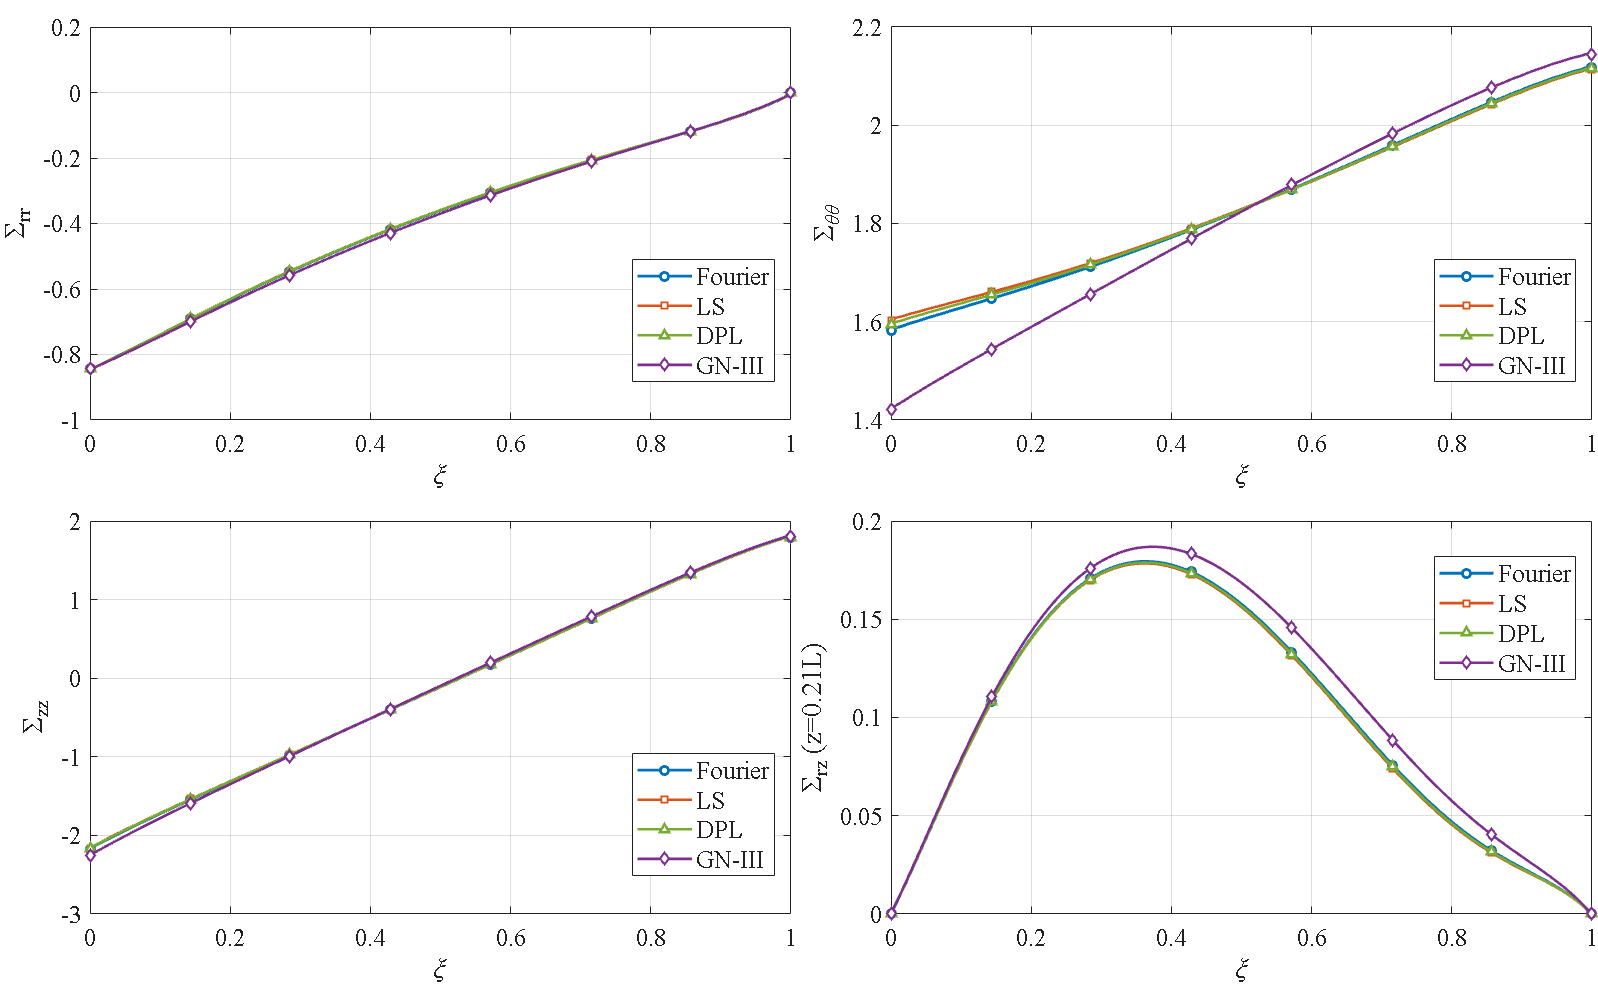 0.2
0
-0.2
-0.4
-0.6
-0.8
-1
Σrr
0 0.2 0.4 0.6 0.8 1
ξ
Fourier
LS
DPL
GN-III
2.2
2
1.8
1.6
1.4
Σθθ
0 0.2 0.4 0.6 0.8 1
ξ
Fourier
LS
DPL
GN-III
2
1
0
-1
-2
-3
Σzz
0 0.2 0.4 0.6 0.8 1
ξ
Fourier
LS
DPL
GN-III
0.2
0.15
0.1
0.05
0
Σrz (z=0.21L)
0 0.2 0.4 0.6 0.8 1
ξ
Fourier
LS
DPL
GN-III